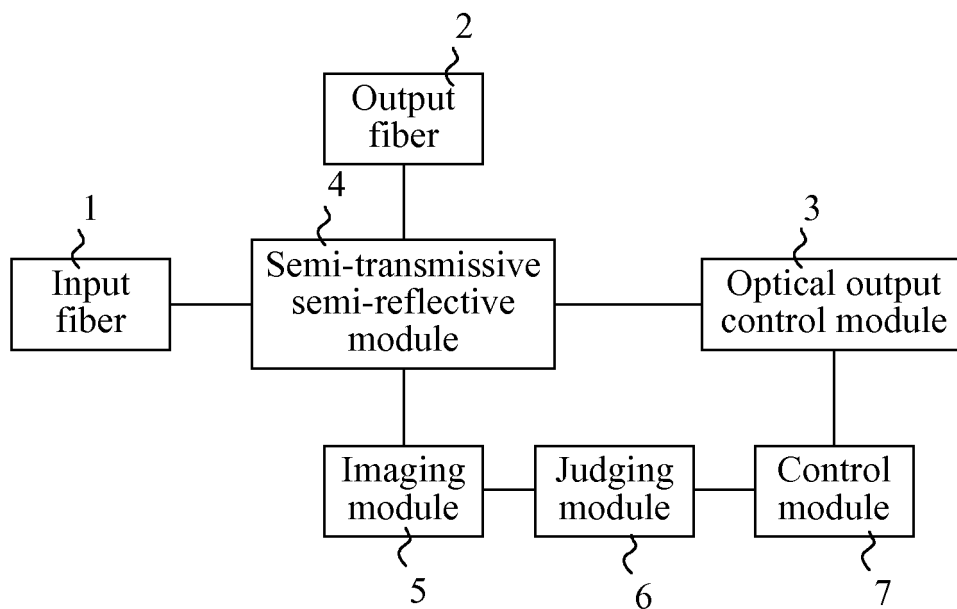 2
Output
fiber
1
4
3
Input
fiber
Semi-transmissive
semi-reflective
module
Optical output
control module
Imaging
module
Judging
module
Control
module
5
6
7